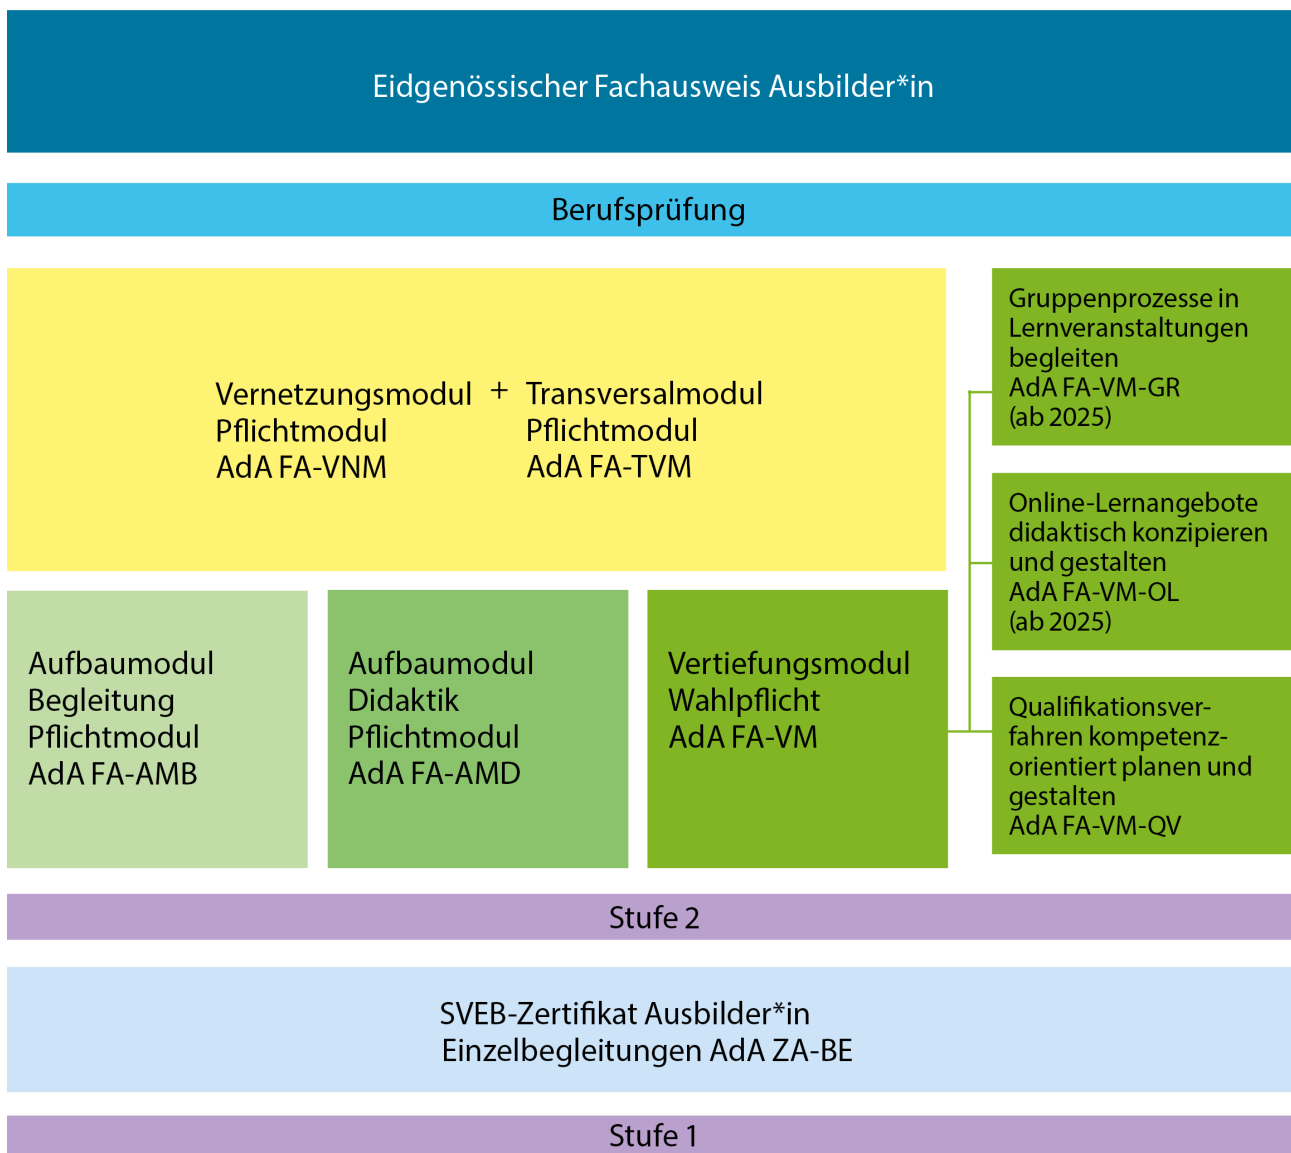 Eidgenössischer Fachausweis Ausbilder*in
Berufsprüfung
Vernetzungsmodul + Transversalmodul
Pflichtmodul Pflichtmodul
AdA FA-VNM AdA FA-TVM
Gruppenprozesse in
Lernveranstaltungen
begleiten
AdA FA-VM-GR
(ab 2025)
Online-Lernangebote
didaktisch konzipieren
und gestalten
AdA FA-VM-OL
(ab 2025)
Qualifikationsver-
fahren kompetenz-
orientiert planen und
gestalten
AdA FA-VM-QV
Aufbaumodul
Begleitung
Pflichtmodul
AdA FA-AMB
Aufbaumodul
Didaktik
Pflichtmodul
AdA FA-AMD
Vertiefungsmodul
Wahlpflicht
AdA FA-VM
Stufe 2
SVEB-Zertifikat Ausbilder*in
Einzelbegleitungen AdA ZA-BE
Stufe 1